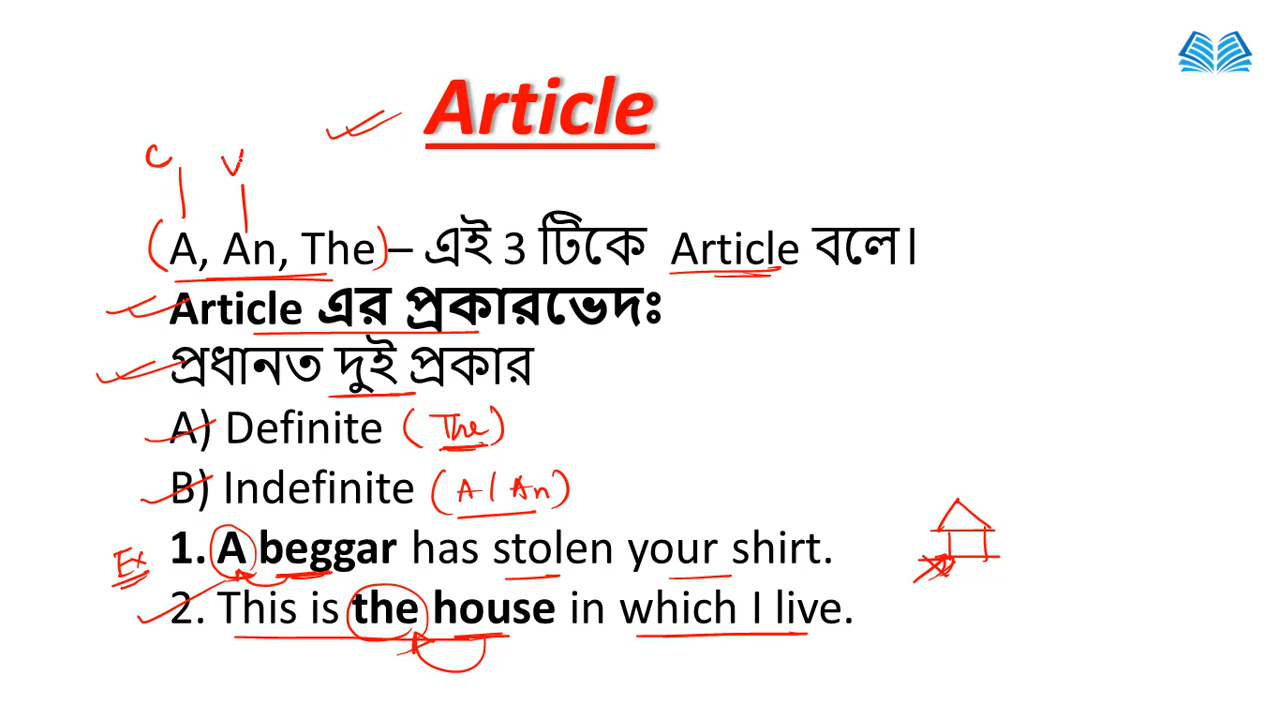 Article
C V
A, An, The – এই 3 টিকে Article বলে।
Article এর প্রকারভেদঃ
প্রধানত দুই প্রকার
A) Definite (The)
B) Indefinite (A/An)
Ex
1. A beggar has stolen your shirt.
2. This is the house in which I live.